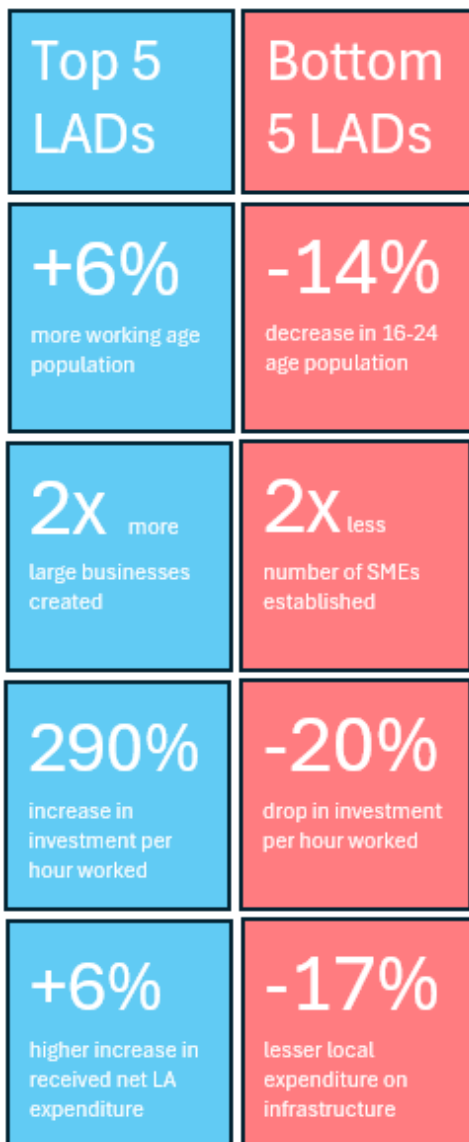 Top 5
LADs
Bottom
5 LADs
+6%
more working age
population
-14%
decrease in 16-24
age population
2x more
large businesses
created
2x less
number of SMEs
established
290%
increase in
investment per
hour worked
-20%
drop in investment
per hour worked
+6%
higher increase in
received net LA
expenditure
-17%
lesser local
expenditure on
infrastructure